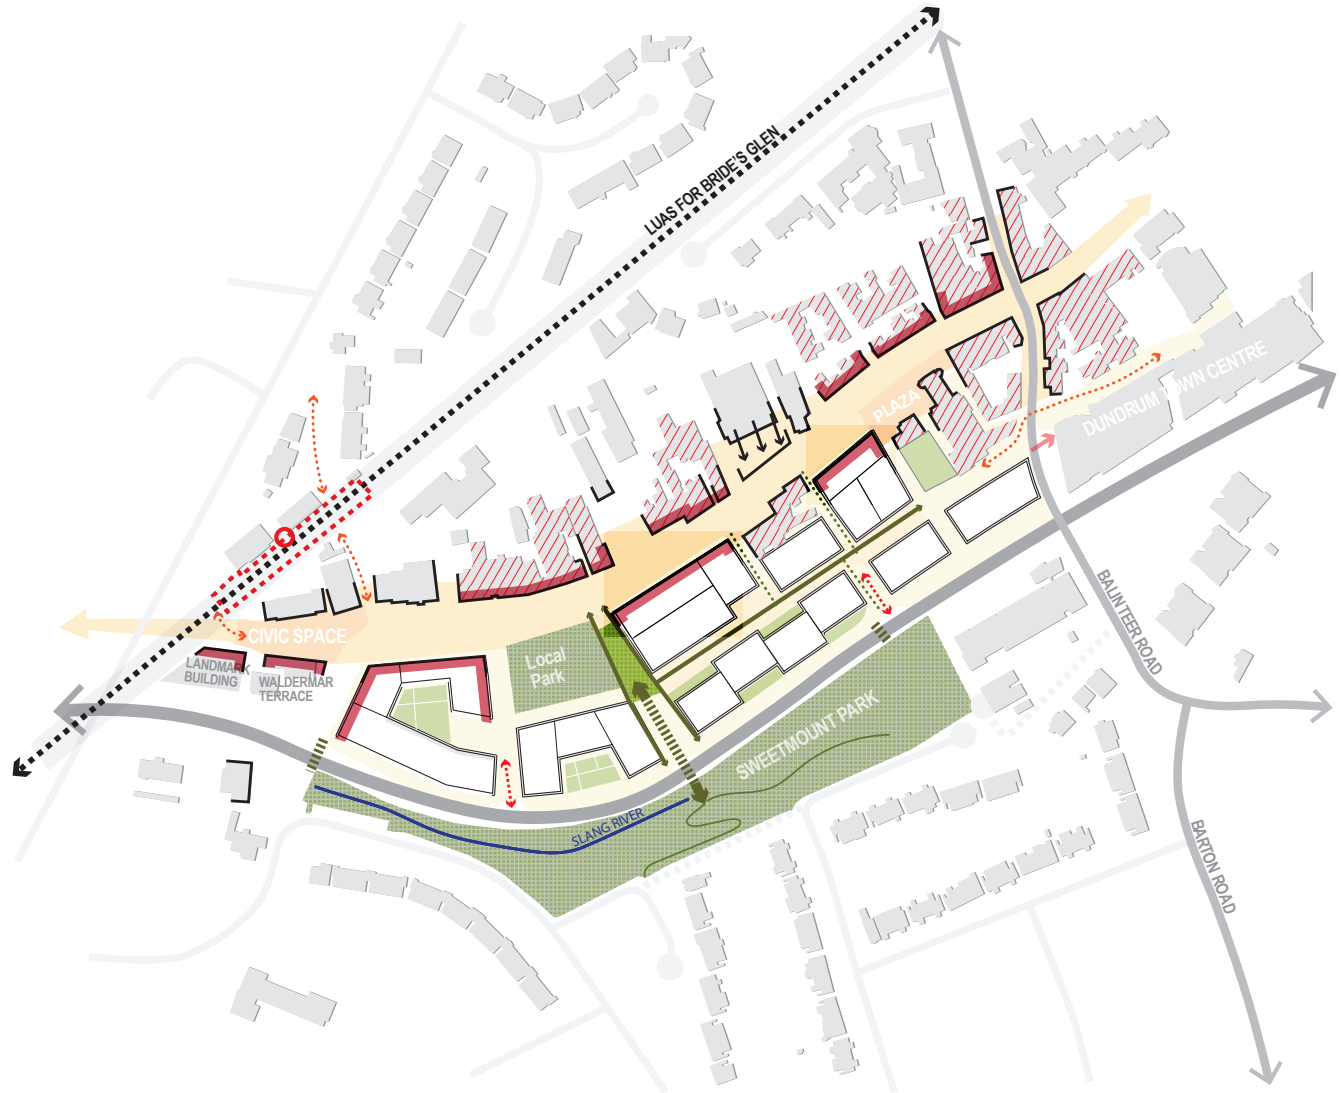 LUAS FOR BRIDE'S GLEN
PLAZA
DUNDRUM TOWN CENTRE
CIVIC SPACE
LANDMARK
BUILDING
WALDERMAR
TERRACE
Local
Park
BALINTEER ROAD
SWEETMOUNT PARK
SLANG RIVER
BARTON ROAD